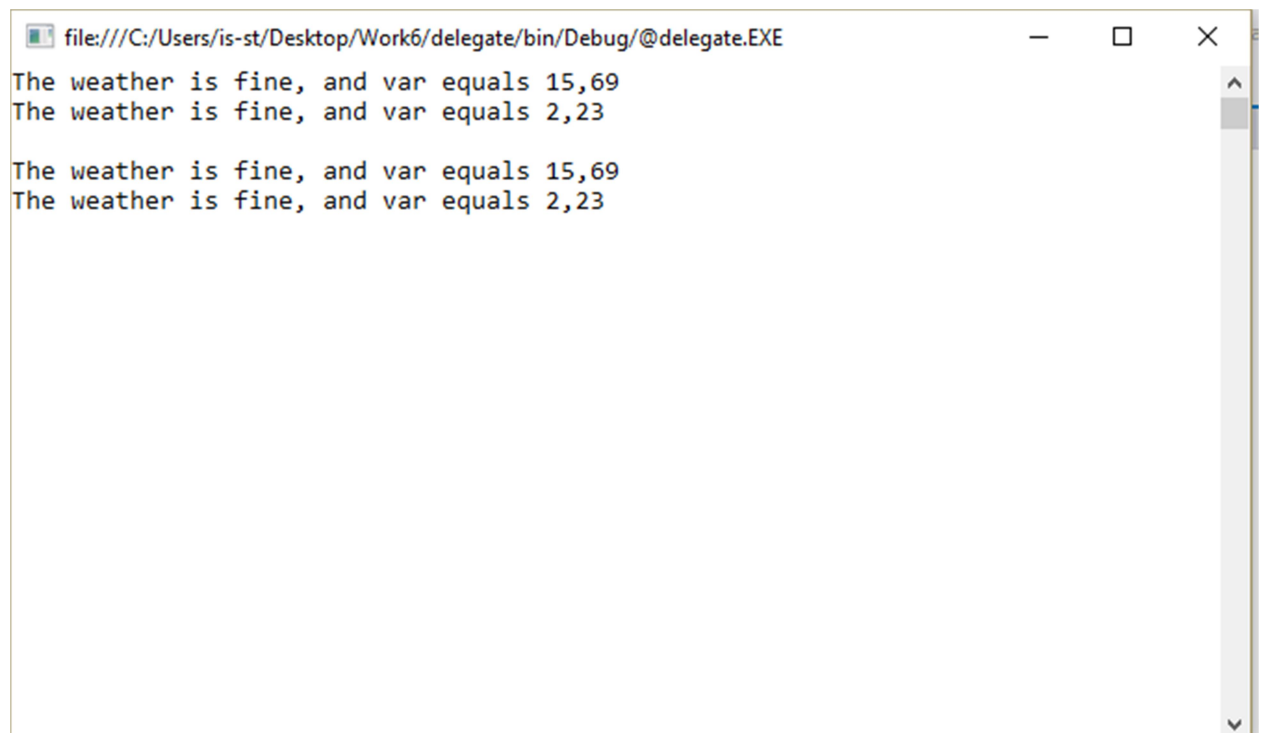 file:///C:/Users/is-st/Desktop/Work6/delegate/bin/Debug/@delegate.EXE
The weather is fine, and var equals 15,69
The weather is fine, and var equals 2,23
The weather is fine, and var equals 15,69
The weather is fine, and var equals 2,23